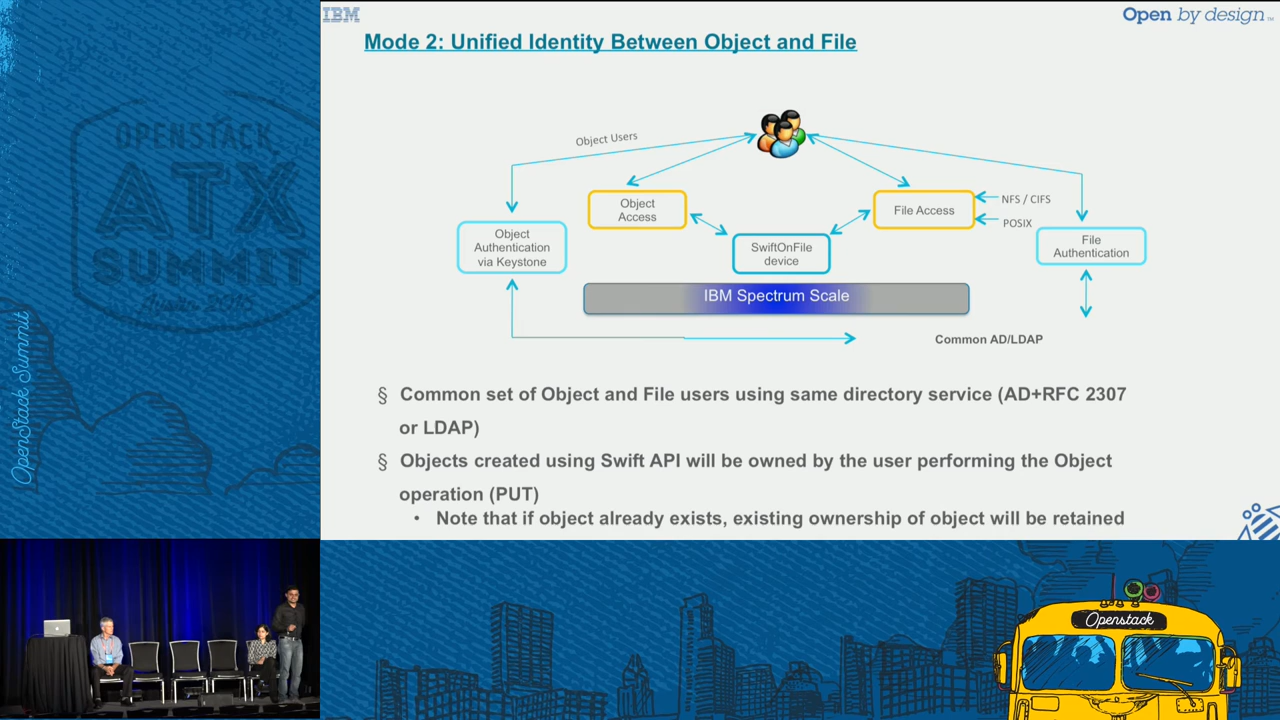 IBM
Open by design
Mode 2: Unified Identity Between Object and File
Object Users
Object
Access
File Access
NFS / CIFS
POSIX
Object
Authentication
via Keystone
SwiftOnFile
device
File
Authentication
IBM Spectrum Scale
Common AD/LDAP
§ Common set of Object and File users using same directory service (AD+RFC 2307
or LDAP)
§ Objects created using Swift API will be owned by the user performing the Object
operation (PUT)
• Note that if object already exists, existing ownership of object will be retained
OPENSTACK
ATX
SUMMIT
OpenStack Summit
Openstack